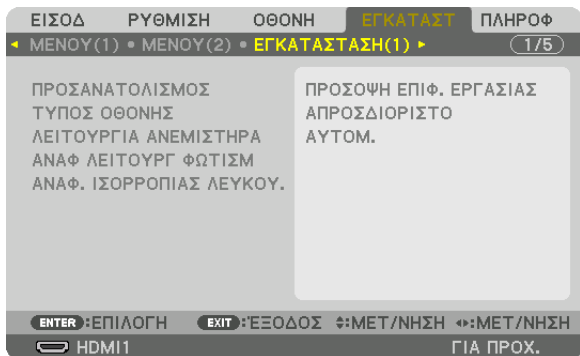 ΕΙΣΟΔ ΡΥΘΜΙΣΗ ΟΘΟΝΗ ΕΓΚΑΤΑΣΤ ΠΛΗΡΟΦ
◂ ΜΕΝΟΥ(1) • ΜΕΝΟΥ(2) • ΕΓΚΑΤΑΣΤΑΣΗ(1) ▸ 1/5
ΠΡΟΣΑΝΑΤΟΛΙΣΜΟΣ ΠΡΟΣΟΨΗ ΕΠΙΦ. ΕΡΓΑΣΙΑΣ
ΤΥΠΟΣ ΟΘΟΝΗΣ ΑΠΡΟΣΔΙΟΡΙΣΤΟ
ΛΕΙΤΟΥΡΓΙΑ ΑΝΕΜΙΣΤΗΡΑ ΑΥΤΟΜ.
ΑΝΑΦ ΛΕΙΤΟΥΡΓ ΦΩΤΙΣΜ
ΑΝΑΦ. ΙΣΟΡΡΟΠΙΑΣ ΛΕΥΚΟΥ.
ENTER :ΕΠΙΛΟΓΗ EXIT :ΈΞΟΔΟΣ :ΜΕΤ/ΝΗΣΗ :ΜΕΤ/ΝΗΣΗ
HDMI1 ΓΙΑ ΠΡΟΧ.